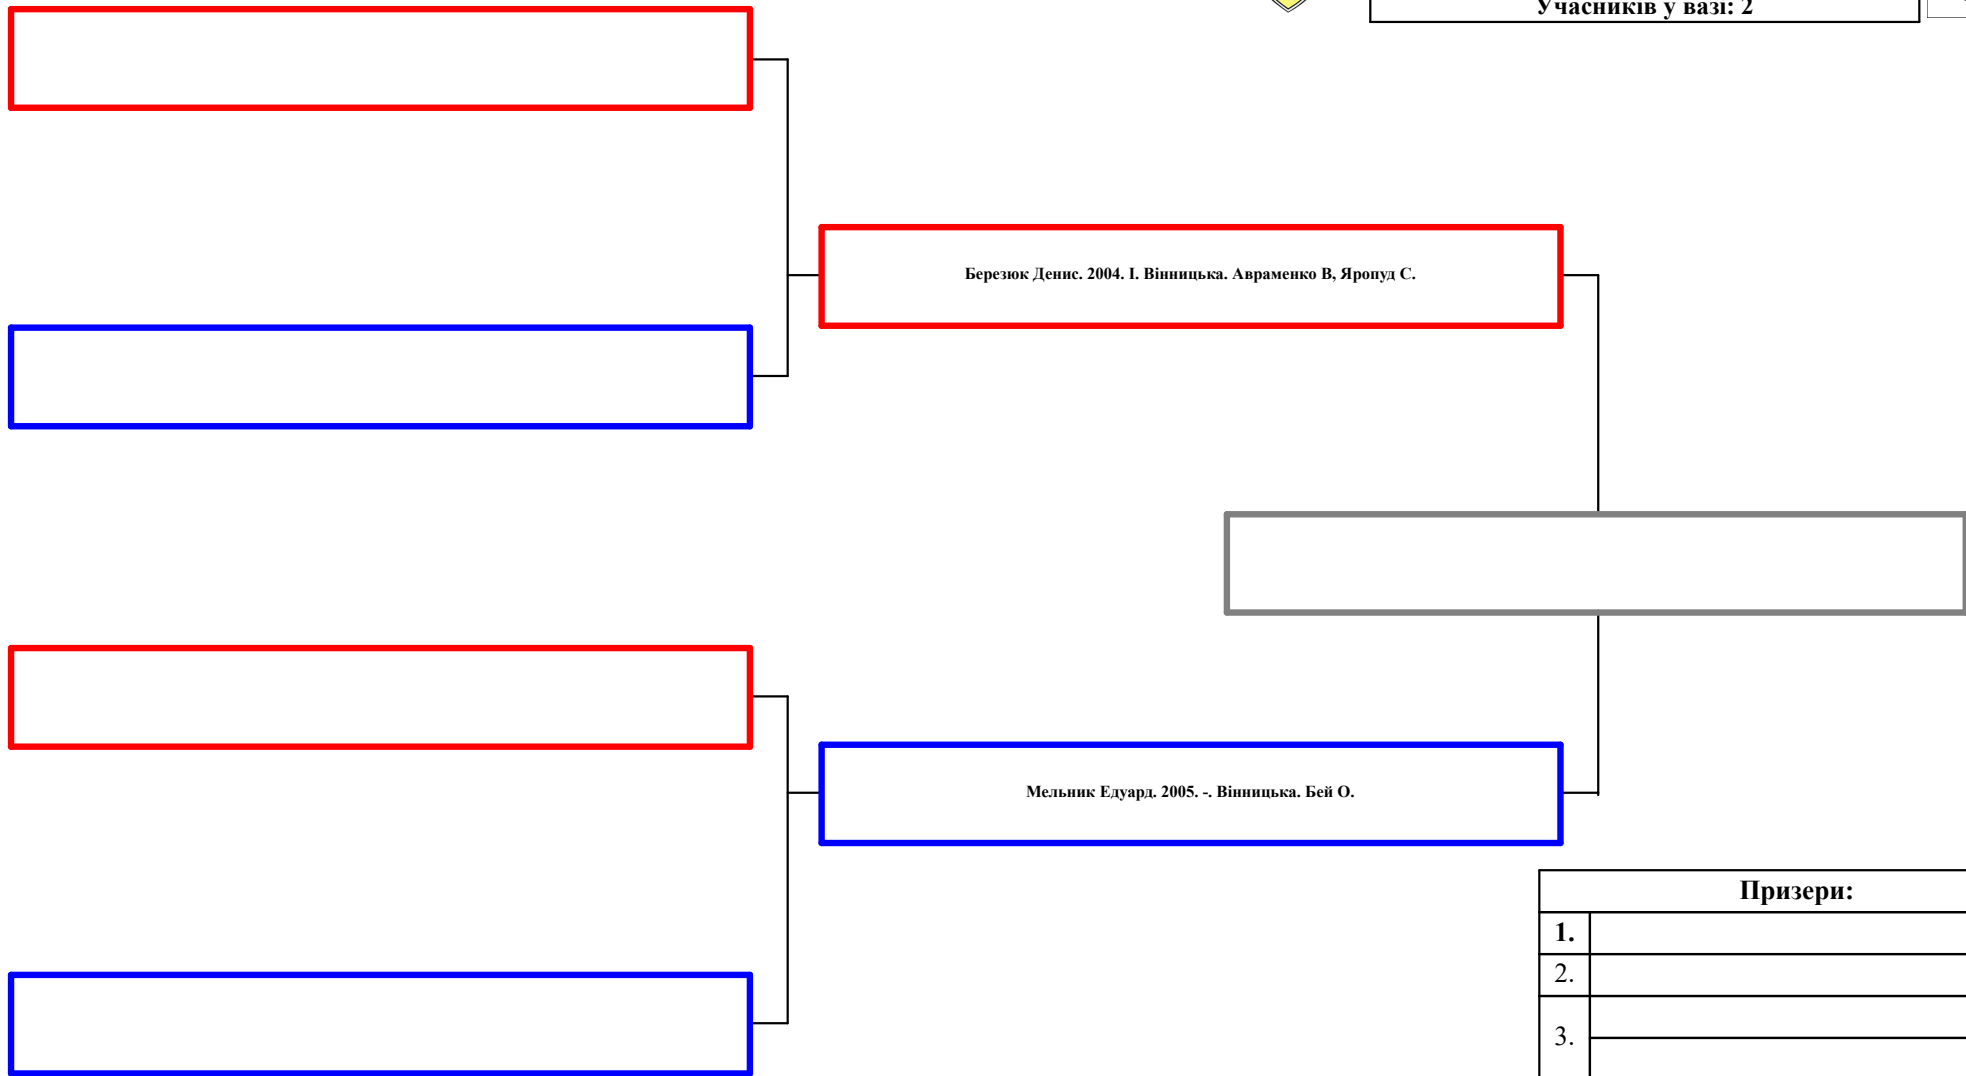 Учасників у вазі: 2
Березюк Денис. 2004. І. Вінницька. Авраменко В, Яропуд С.
Мельник Едуард. 2005. -. Вінницька. Бей О.
Призери:
1.
2.
3.